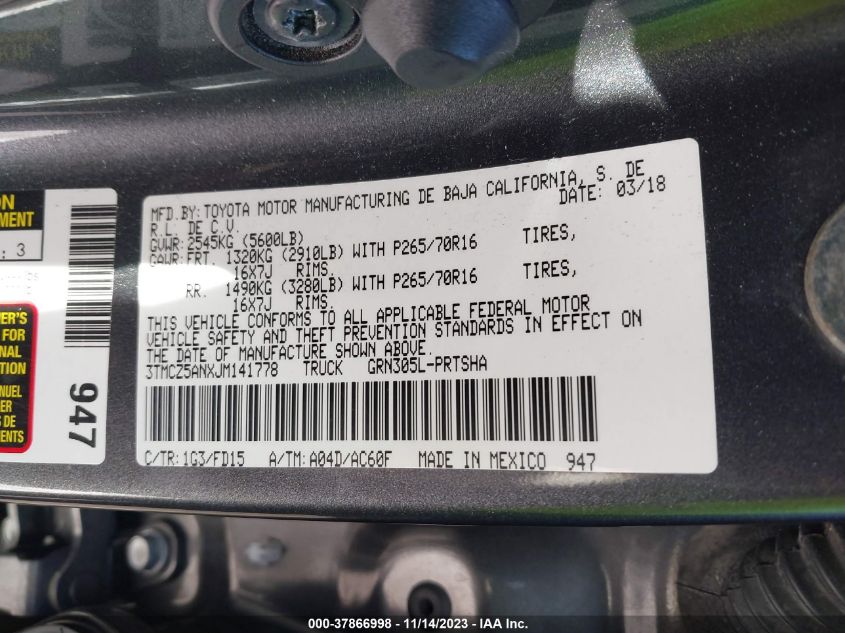 MFD.BY:TOYOTA MOTOR MANUFACTURING DE BAJA CALIFORNIA, S. DE
R.L. DE C.V. DATE: 03/18
GVWR:2545KG (5600LB)
GAWR:FRT. 1320KG (2910LB) WITH P265/70R16 TIRES,
16X7J RIMS.
RR. 1490KG (3280LB) WITH P265/70R16 TIRES,
16X7J RIMS.
THIS VEHICLE CONFORMS TO ALL APPLICABLE FEDERAL MOTOR
VEHICLE SAFETY AND THEFT PREVENTION STANDARDS IN EFFECT ON
THE DATE OF MANUFACTURE SHOWN ABOVE.
3TMCZ5ANXJM141778 TRUCK GRN305L-PRTSHA
C/TR:1G3/FD15 A/TM:A04D/AC60F MADE IN MEXICO 947
: 3
FOR
DE
947
000-37866998 - 11/14/2023 - IAA Inc.